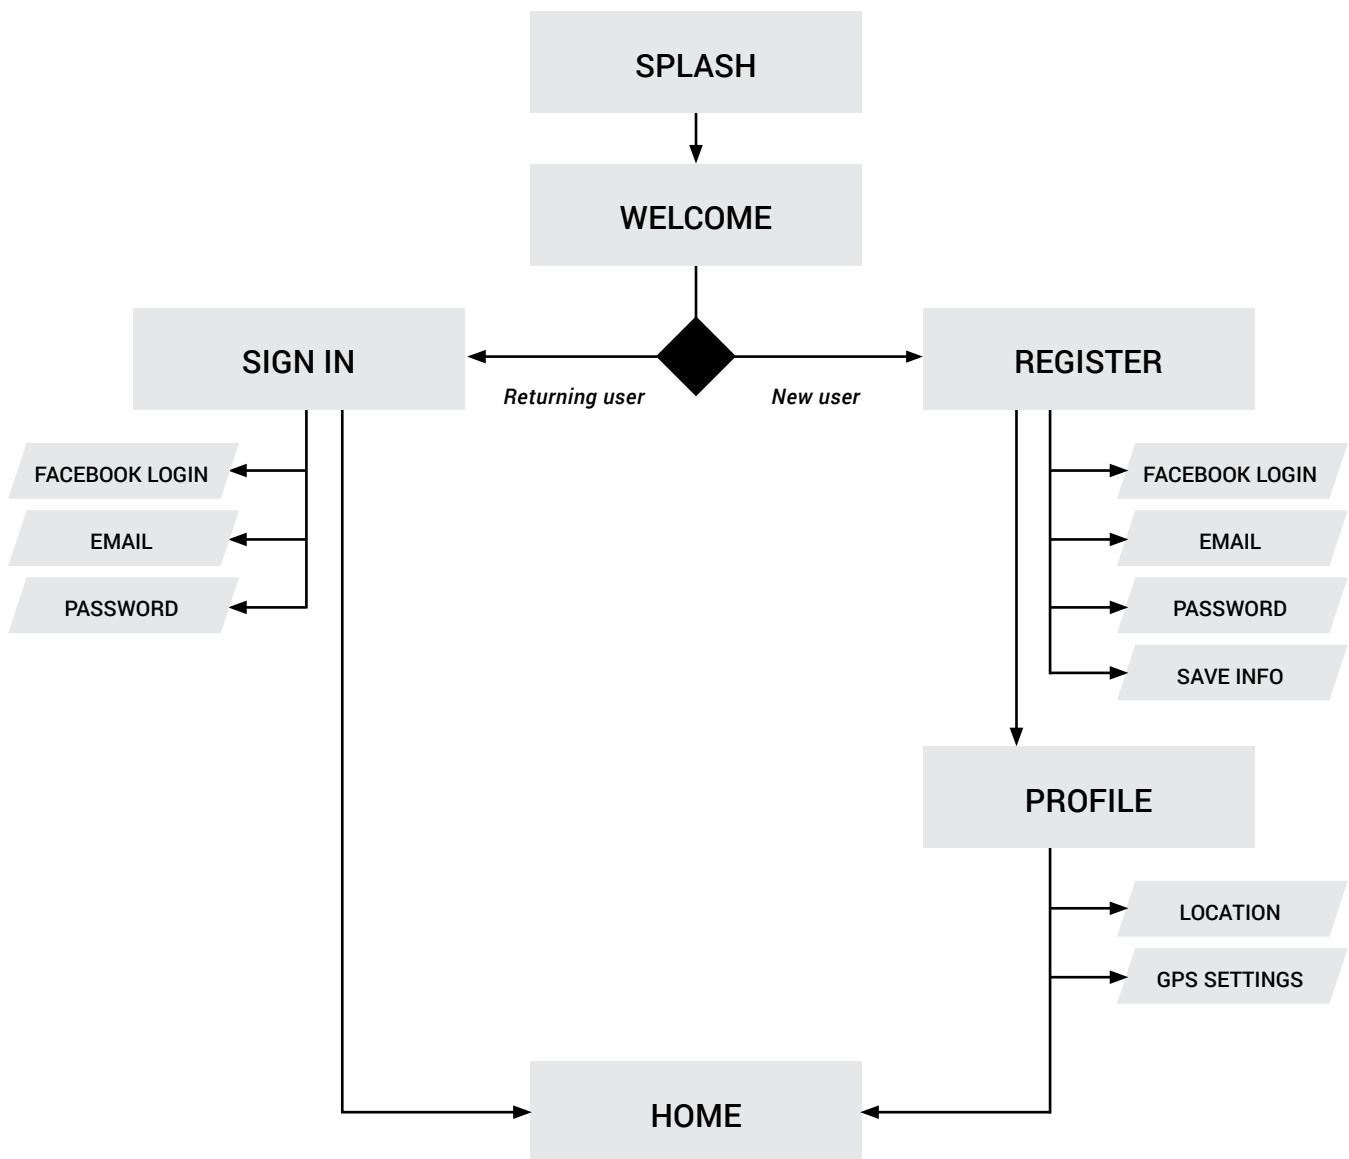 SPLASH
WELCOME
SIGN IN
REGISTER
Returning user
New user
FACEBOOK LOGIN
EMAIL
PASSWORD
FACEBOOK LOGIN
EMAIL
PASSWORD
SAVE INFO
PROFILE
LOCATION
GPS SETTINGS
HOME